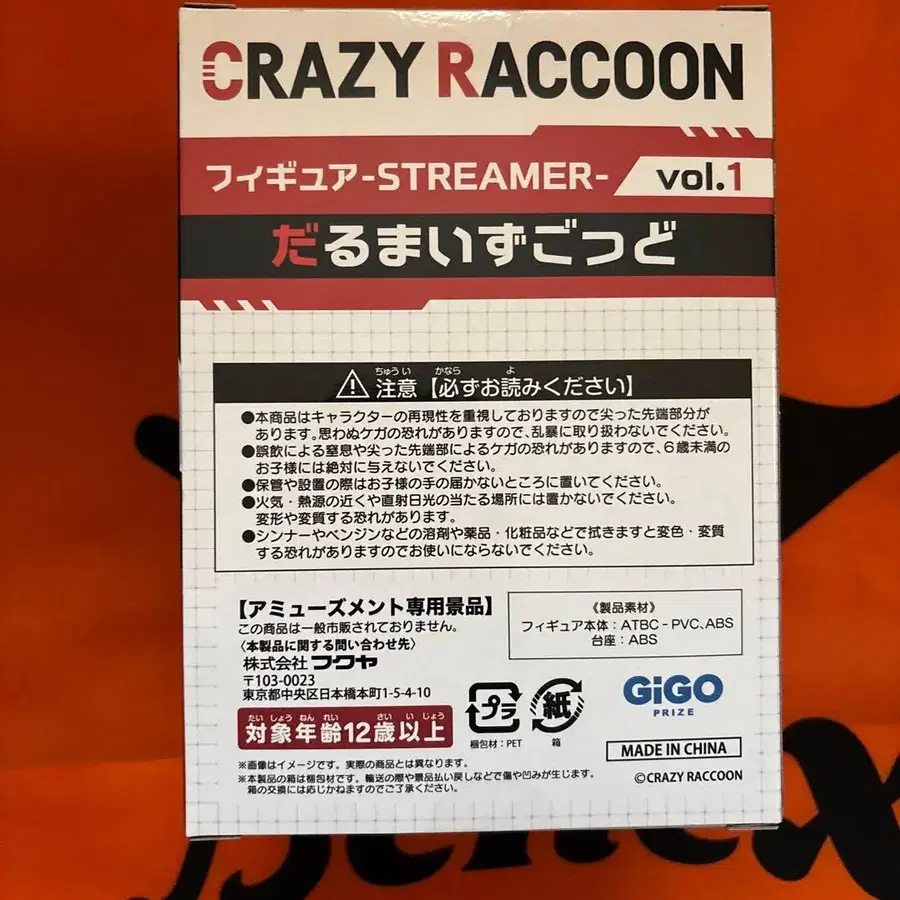 CRAZY RACCOON
フィギュア-STREAMER- vol.1
だるまいずごっど
ちゅうい かなら よ
注意【必ずお読みください】
●本商品はキャラクターの再現性を重視しておりますので尖った先端部分が
あります。思わぬケガの恐れがありますので、乱暴に取り扱わないでください。
●誤飲による窒息や尖った先端部によるケガの恐れがありますので、6歳未満の
お子様には絶対に与えないでください。
●保管や設置の際はお子様の手の届かないところに置いてください。
●火気・熱源の近くや直射日光の当たる場所には置かないでください。
変形や変質する恐れがあります。
●シンナーやベンジンなどの溶剤や薬品・化粧品などで拭きますと変色・変質
する恐れがありますのでお使いにならないでください。
【アミューズメント専用景品】
この商品は一般市販されておりません。
〈本製品に関する問い合わせ先〉
株式会社フクヤ
〒103-0023
東京都中央区日本橋本町1-5-4-10
たいしょうねんれい さいいじょう
対象年齢12歳以上
《製品素材》
フィギュア本体：ATBC-PVC、ABS
台座：ABS
プラ
梱包材：PET
紙
箱
GiGO
PRIZE
MADE IN CHINA
©CRAZY RACCOON
※画像はイメージです。実際の商品とは異なります。
※本製品の箱は梱包材です。輸送の際や景品払い戻しなどで傷や凹みが生じます。
箱の交換には応じかねますのでご了承ください。